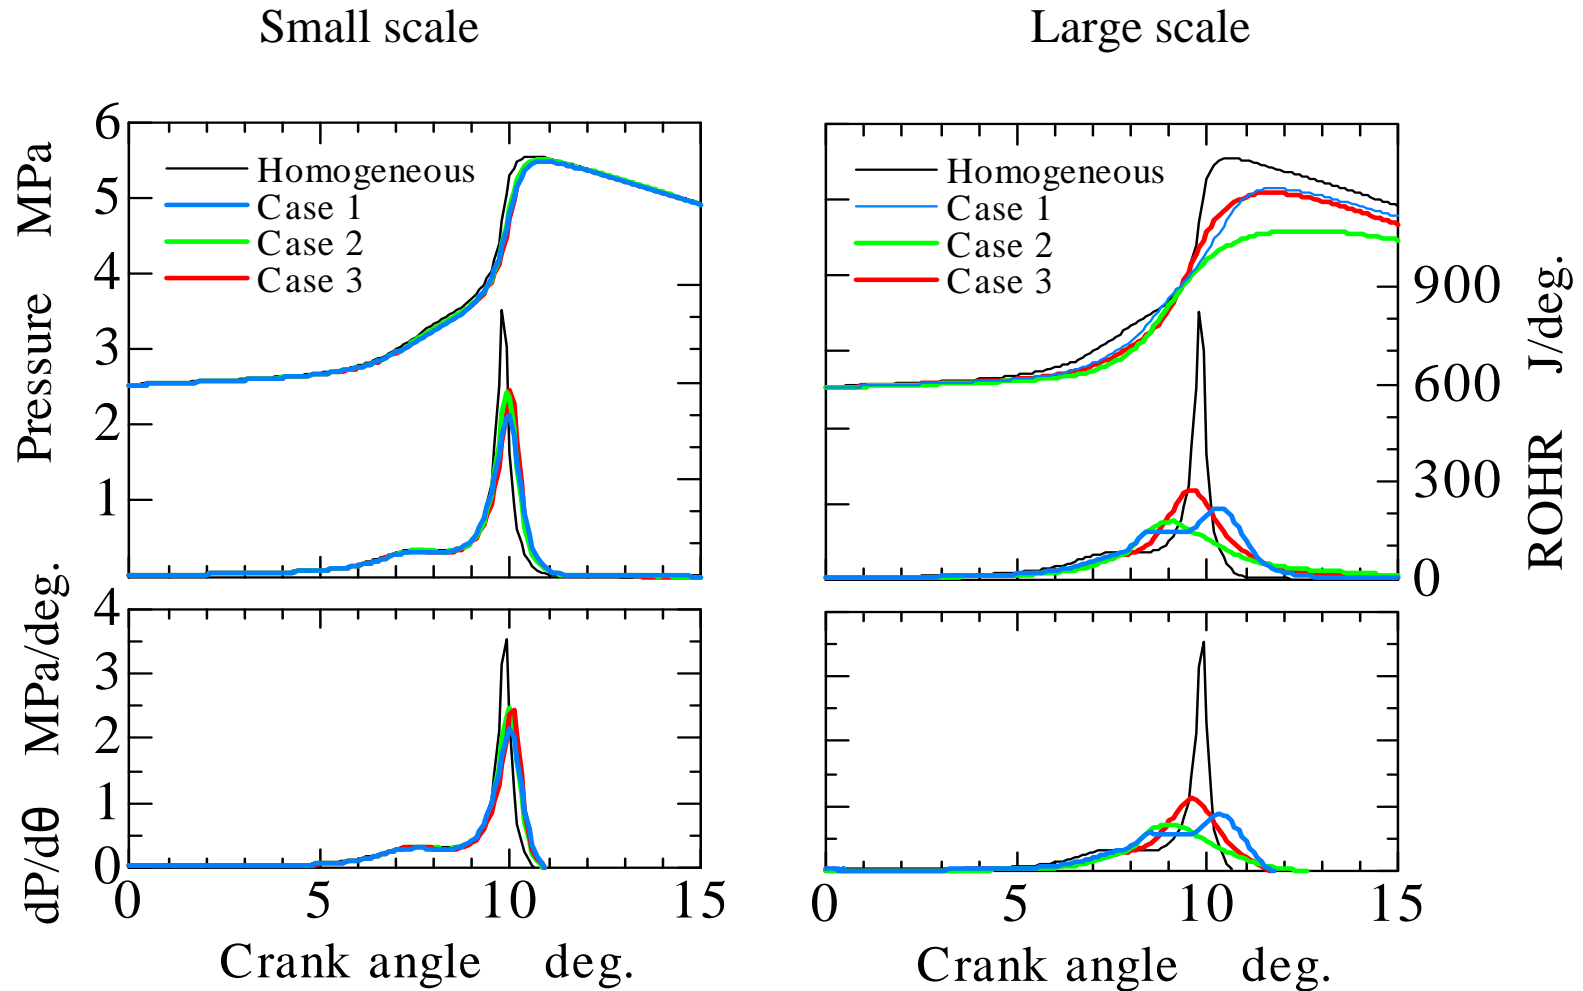 Small scale
Large scale
6
5
4
3
2
1
Pressure MPa
Homogeneous
Case 1
Case 2
Case 3
Homogeneous
Case 1
Case 2
Case 3
900
600
300
0
ROHR J/deg.
4
3
2
1
0
dP/dθ MPa/deg.
0 5 10 15
Crank angle deg.
0 5 10 15
Crank angle deg.